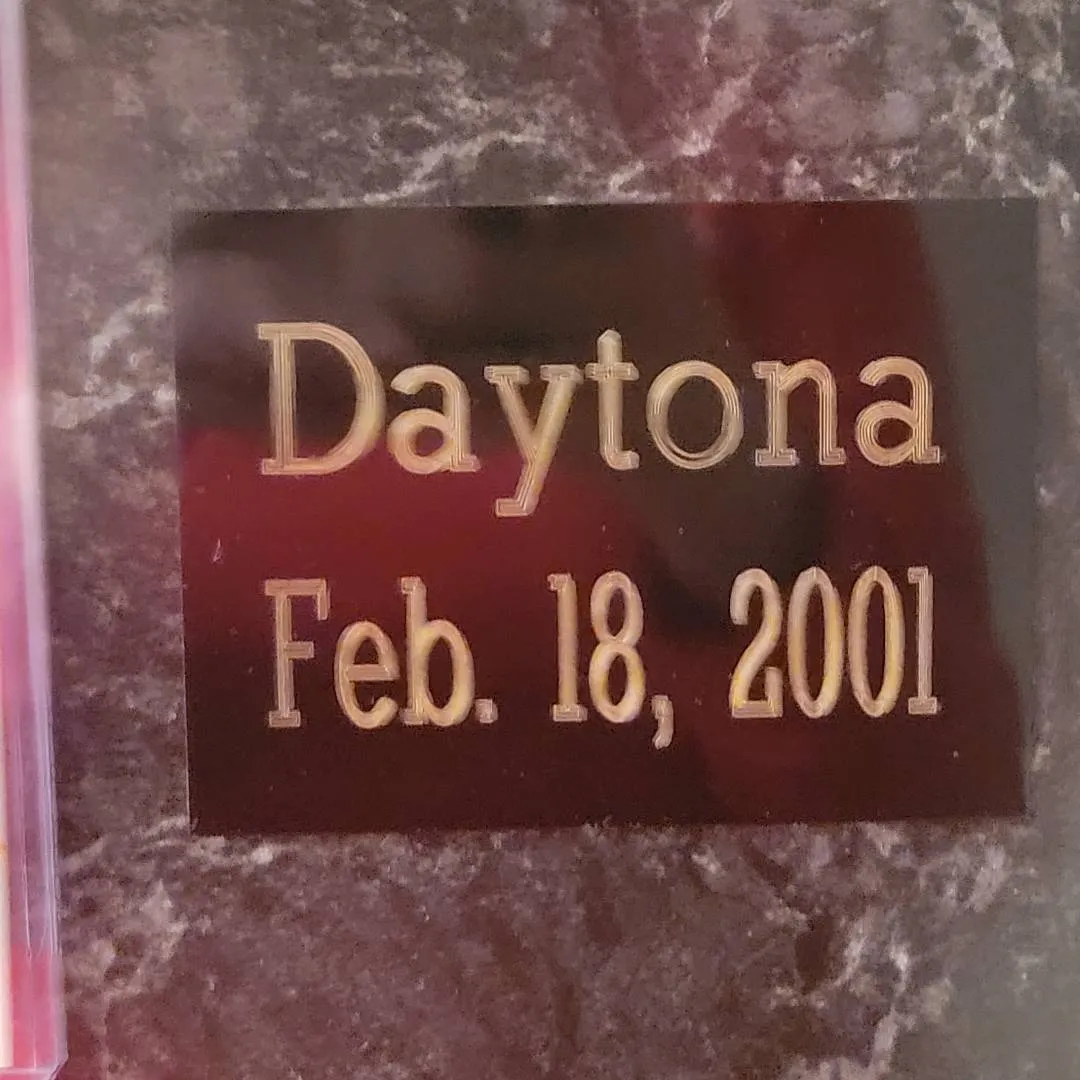 Daytona
Feb. 18, 2001